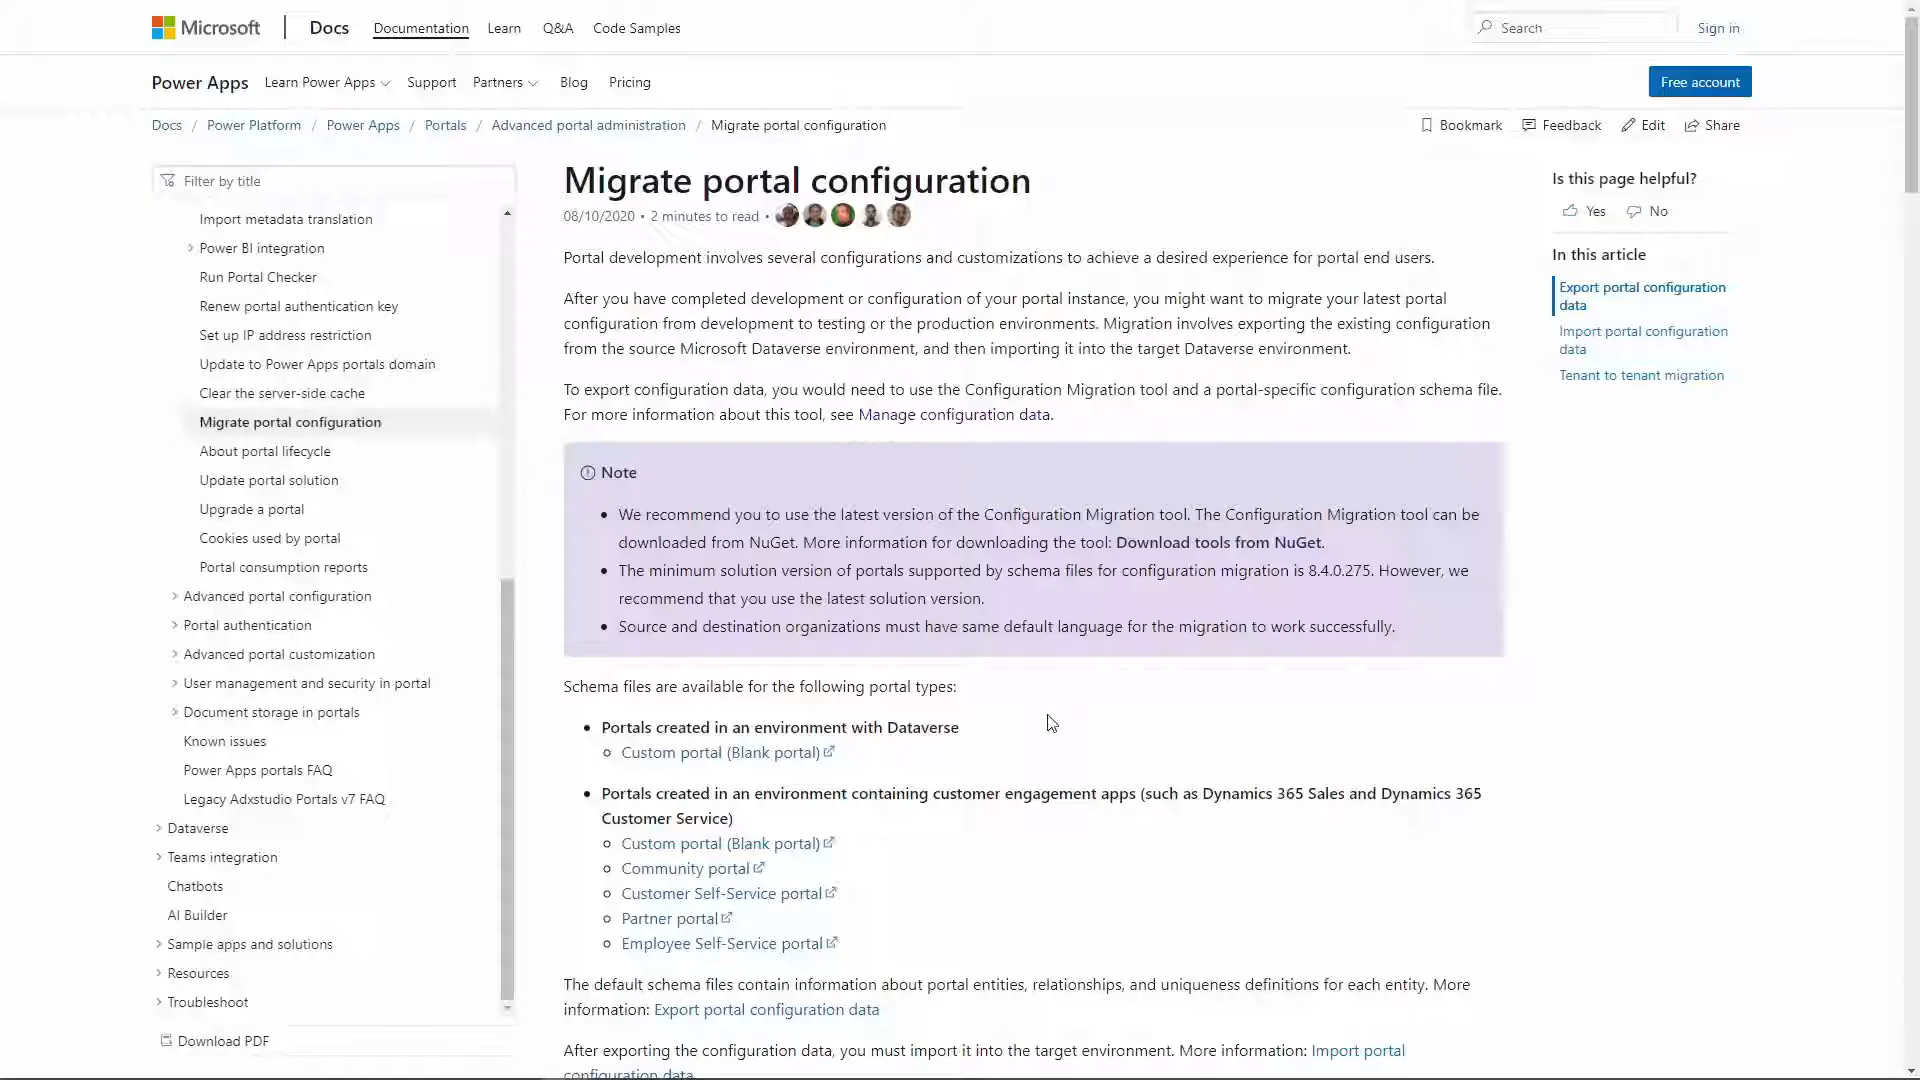 Microsoft
Docs
Documentation
Learn
Q&A
Code Samples
Search
Sign in
Power Apps
Learn Power Apps
Support
Partners
Blog
Pricing
Free account
Docs / Power Platform / Power Apps / Portals / Advanced portal administration / Migrate portal configuration
Bookmark
Feedback
Edit
Share
Filter by title
Import metadata translation
Power BI integration
Run Portal Checker
Renew portal authentication key
Set up IP address restriction
Update to Power Apps portals domain
Clear the server-side cache
Migrate portal configuration
About portal lifecycle
Update portal solution
Upgrade a portal
Cookies used by portal
Portal consumption reports
Advanced portal configuration
Portal authentication
Advanced portal customization
User management and security in portal
Document storage in portals
Known issues
Power Apps portals FAQ
Legacy Adxstudio Portals v7 FAQ
Dataverse
Teams integration
Chatbots
AI Builder
Sample apps and solutions
Resources
Troubleshoot
Download PDF
Migrate portal configuration
08/10/2020 • 2 minutes to read •
Portal development involves several configurations and customizations to achieve a desired experience for portal end users.
After you have completed development or configuration of your portal instance, you might want to migrate your latest portal
configuration from development to testing or the production environments. Migration involves exporting the existing configuration
from the source Microsoft Dataverse environment, and then importing it into the target Dataverse environment.
To export configuration data, you would need to use the Configuration Migration tool and a portal-specific configuration schema file.
For more information about this tool, see Manage configuration data.
Note
• We recommend you to use the latest version of the Configuration Migration tool. The Configuration Migration tool can be
downloaded from NuGet. More information for downloading the tool: Download tools from NuGet.
• The minimum solution version of portals supported by schema files for configuration migration is 8.4.0.275. However, we
recommend that you use the latest solution version.
• Source and destination organizations must have same default language for the migration to work successfully.
Schema files are available for the following portal types:
• Portals created in an environment with Dataverse
Custom portal (Blank portal)
• Portals created in an environment containing customer engagement apps (such as Dynamics 365 Sales and Dynamics 365
Customer Service)
Custom portal (Blank portal)
Community portal
Customer Self-Service portal
Partner portal
Employee Self-Service portal
The default schema files contain information about portal entities, relationships, and uniqueness definitions for each entity. More
information: Export portal configuration data
After exporting the configuration data, you must import it into the target environment. More information: Import portal
configuration data
Is this page helpful?
Yes
No
In this article
Export portal configuration
data
Import portal configuration
data
Tenant to tenant migration